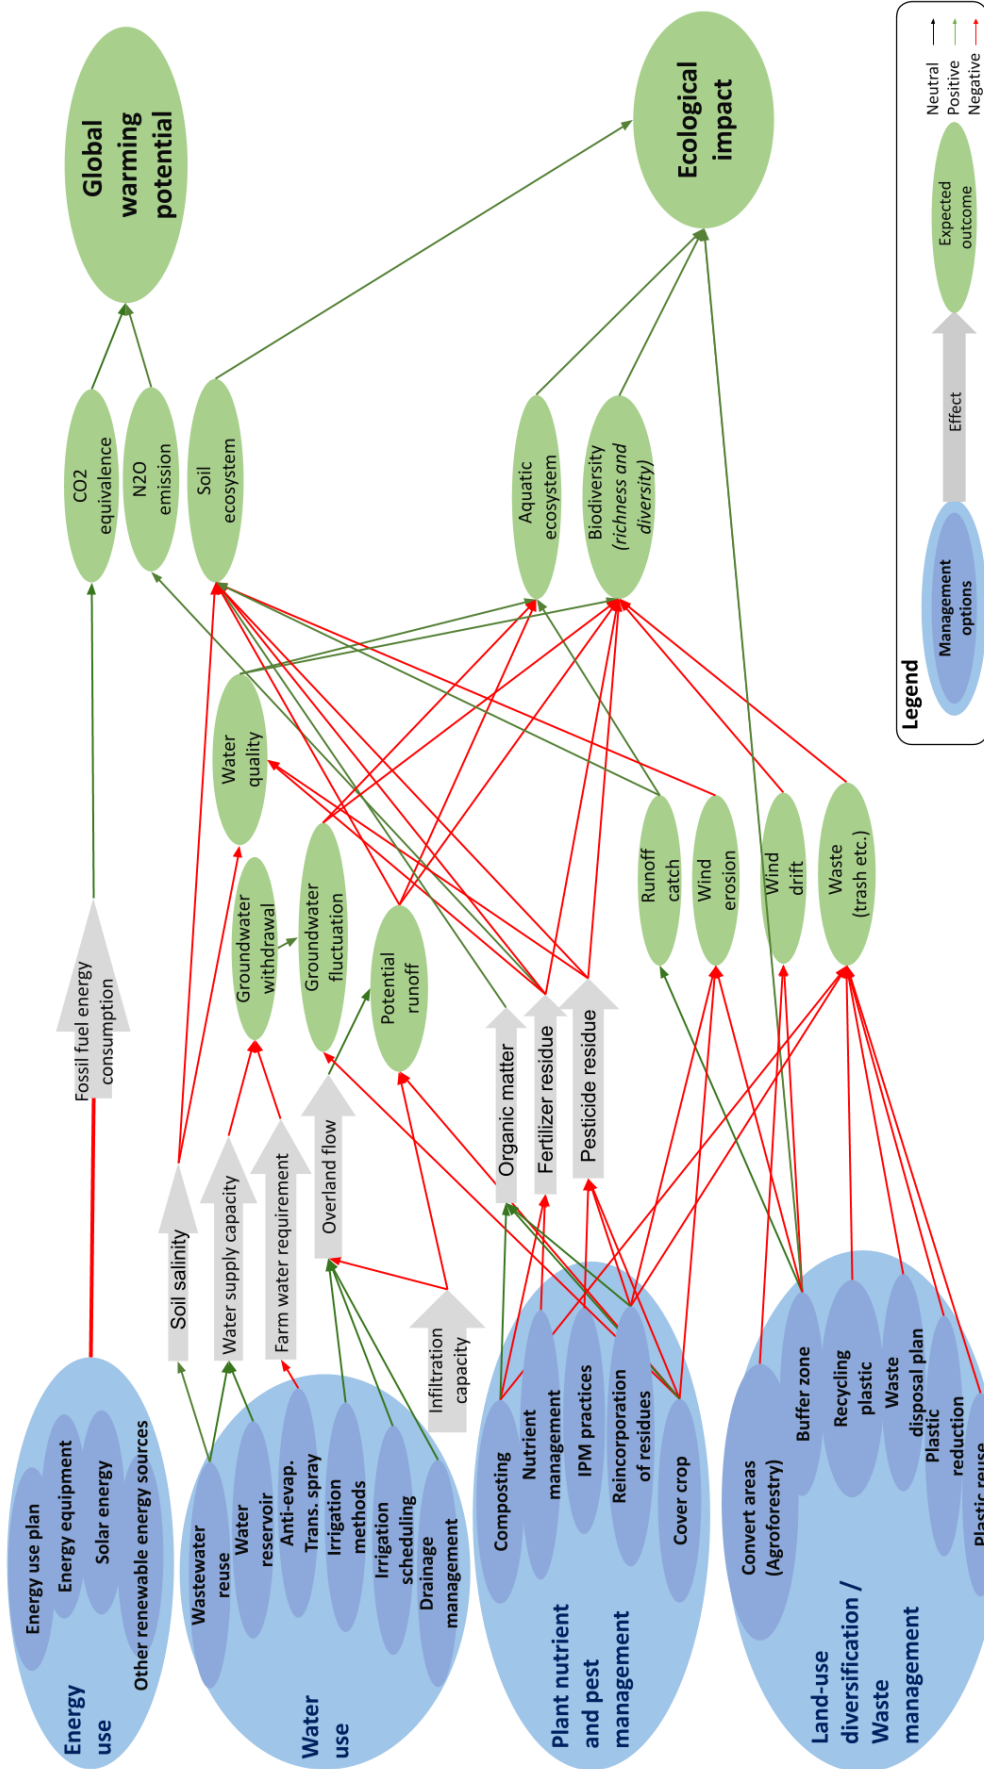 Energy
use
Energy use plan
Energy equipment
Solar energy
Other renewable energy sources
Fossil fuel energy
consumption
CO2
equivalence
N2O
emission
Global
warming
potential
Water
use
Wastewater
reuse
Water
reservoir
Anti-evap.
Trans. spray
Irrigation
methods
Irrigation
scheduling
Drainage
management
Soil salinity
Water supply capacity
Farm water requirement
Overland flow
Infiltration
capacity
Groundwater
withdrawal
Groundwater
fluctuation
Potential
runoff
Water
quality
Soil
ecosystem
Aquatic
ecosystem
Biodiversity
(richness and
diversity)
Ecological
impact
Plant nutrient
and pest
management
Composting
Nutrient
management
IPM practices
Reincorporation
of residues
Cover crop
Organic matter
Fertilizer residue
Pesticide residue
Runoff
catch
Wind
erosion
Wind
drift
Waste
(trash etc.)
Land-use
diversification /
Waste
management
Convert areas
(Agroforestry)
Buffer zone
Recycling
plastic
Waste
disposal plan
Plastic
reduction
Plastic reuse
Legend
Management
options
Effect
Expected
outcome
Neutral
Positive
Negative